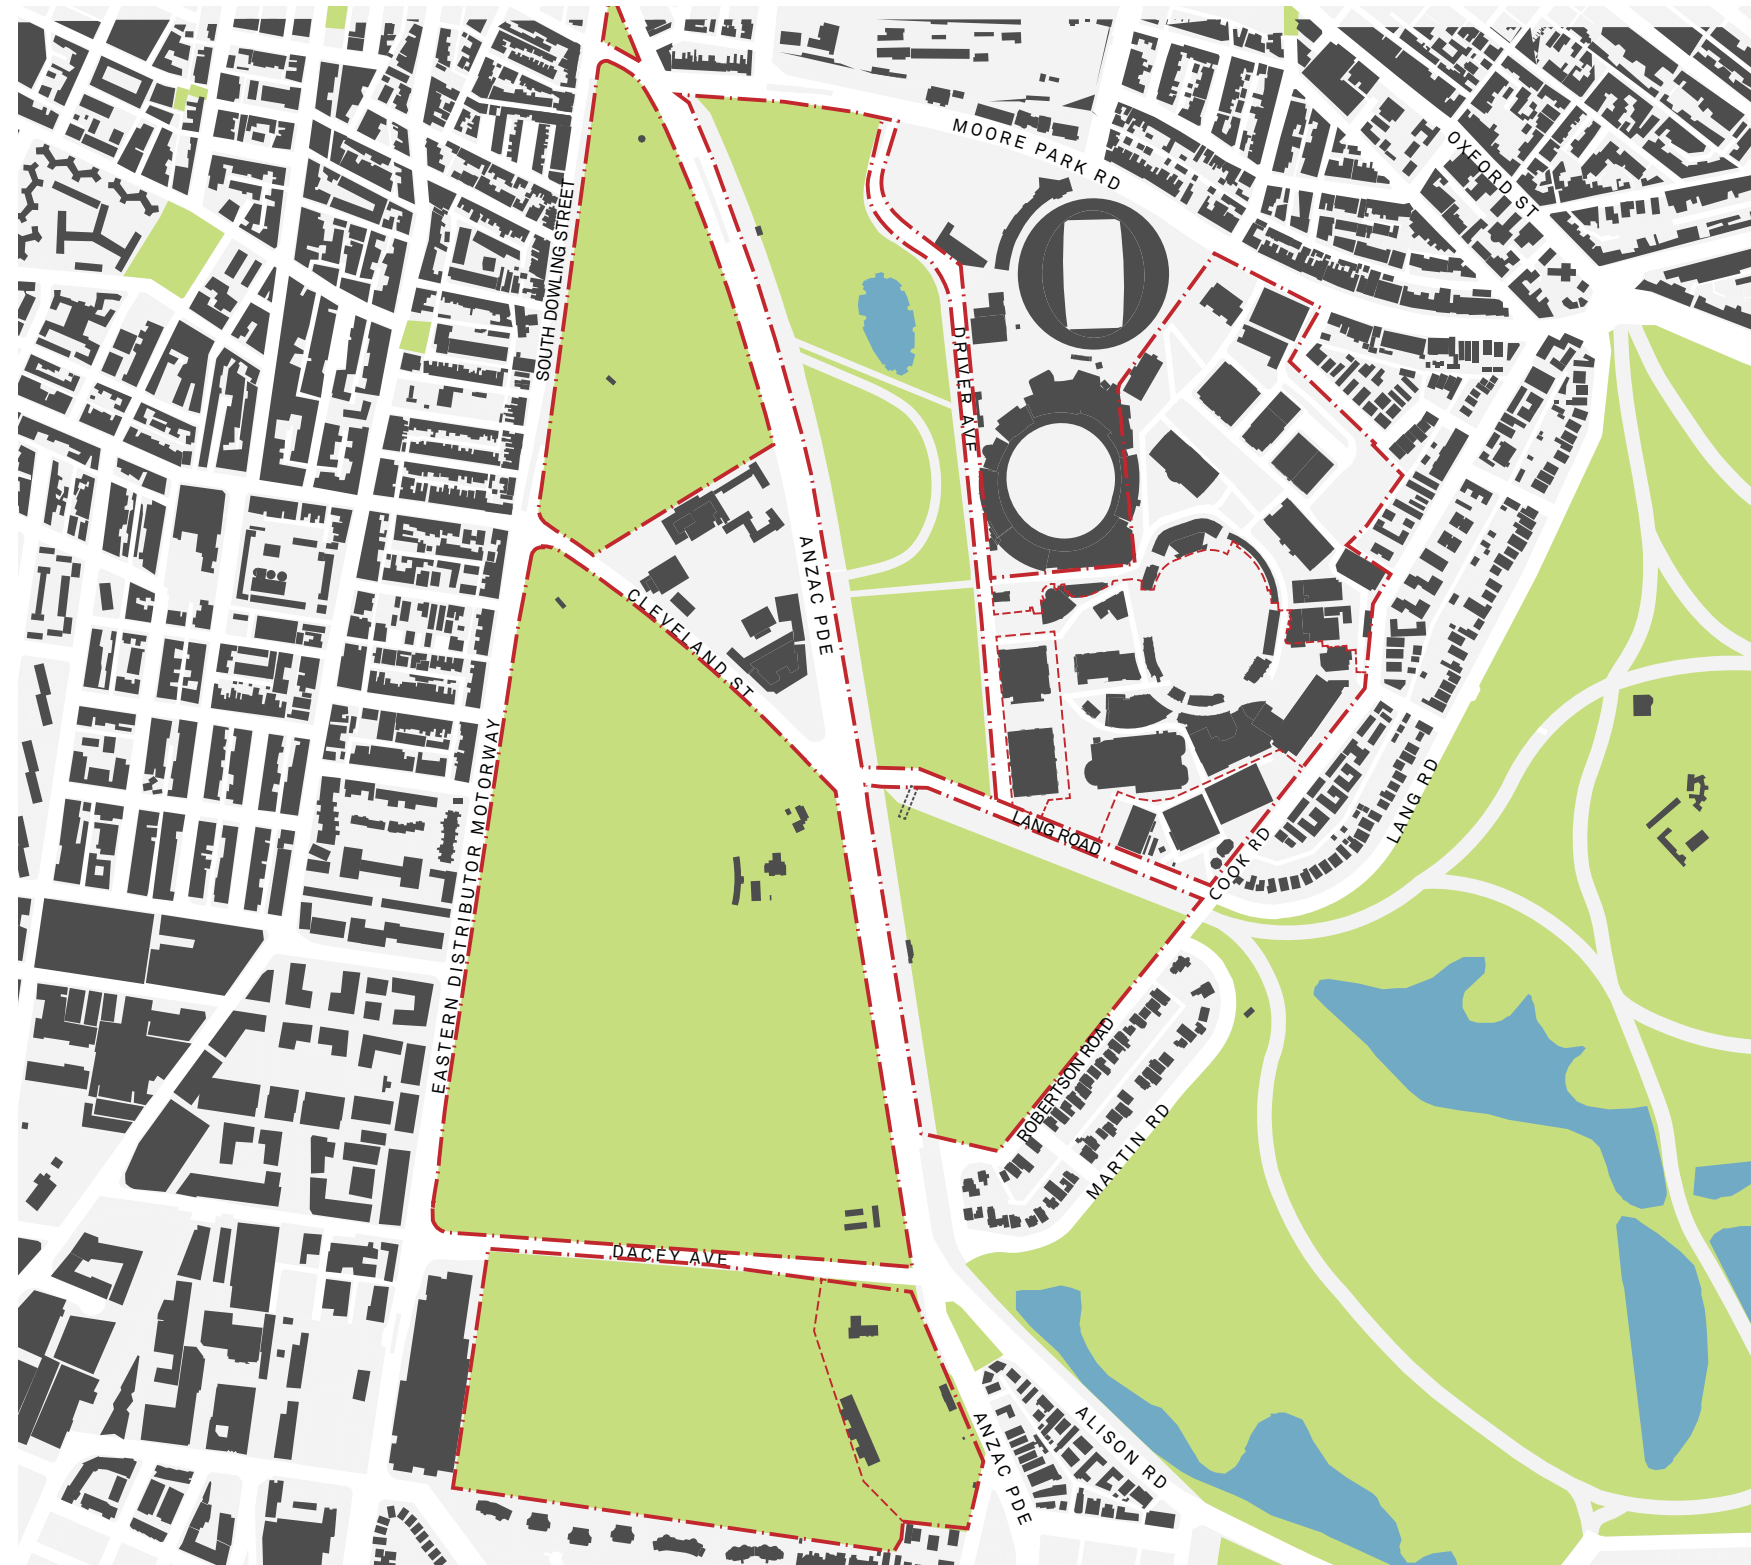 MOORE PARK RD
OXFORD ST
SOUTH DOWLING STREET
DRIVER AVE
ANZAC PDE
CLEVELAND ST
EASTERN DISTRIBUTOR MOTORWAY
LANG ROAD
COOK RD
LANG RD
ROBERTSON ROAD
MARTIN RD
DACEY AVE
ANZAC PDE
ALISON RD